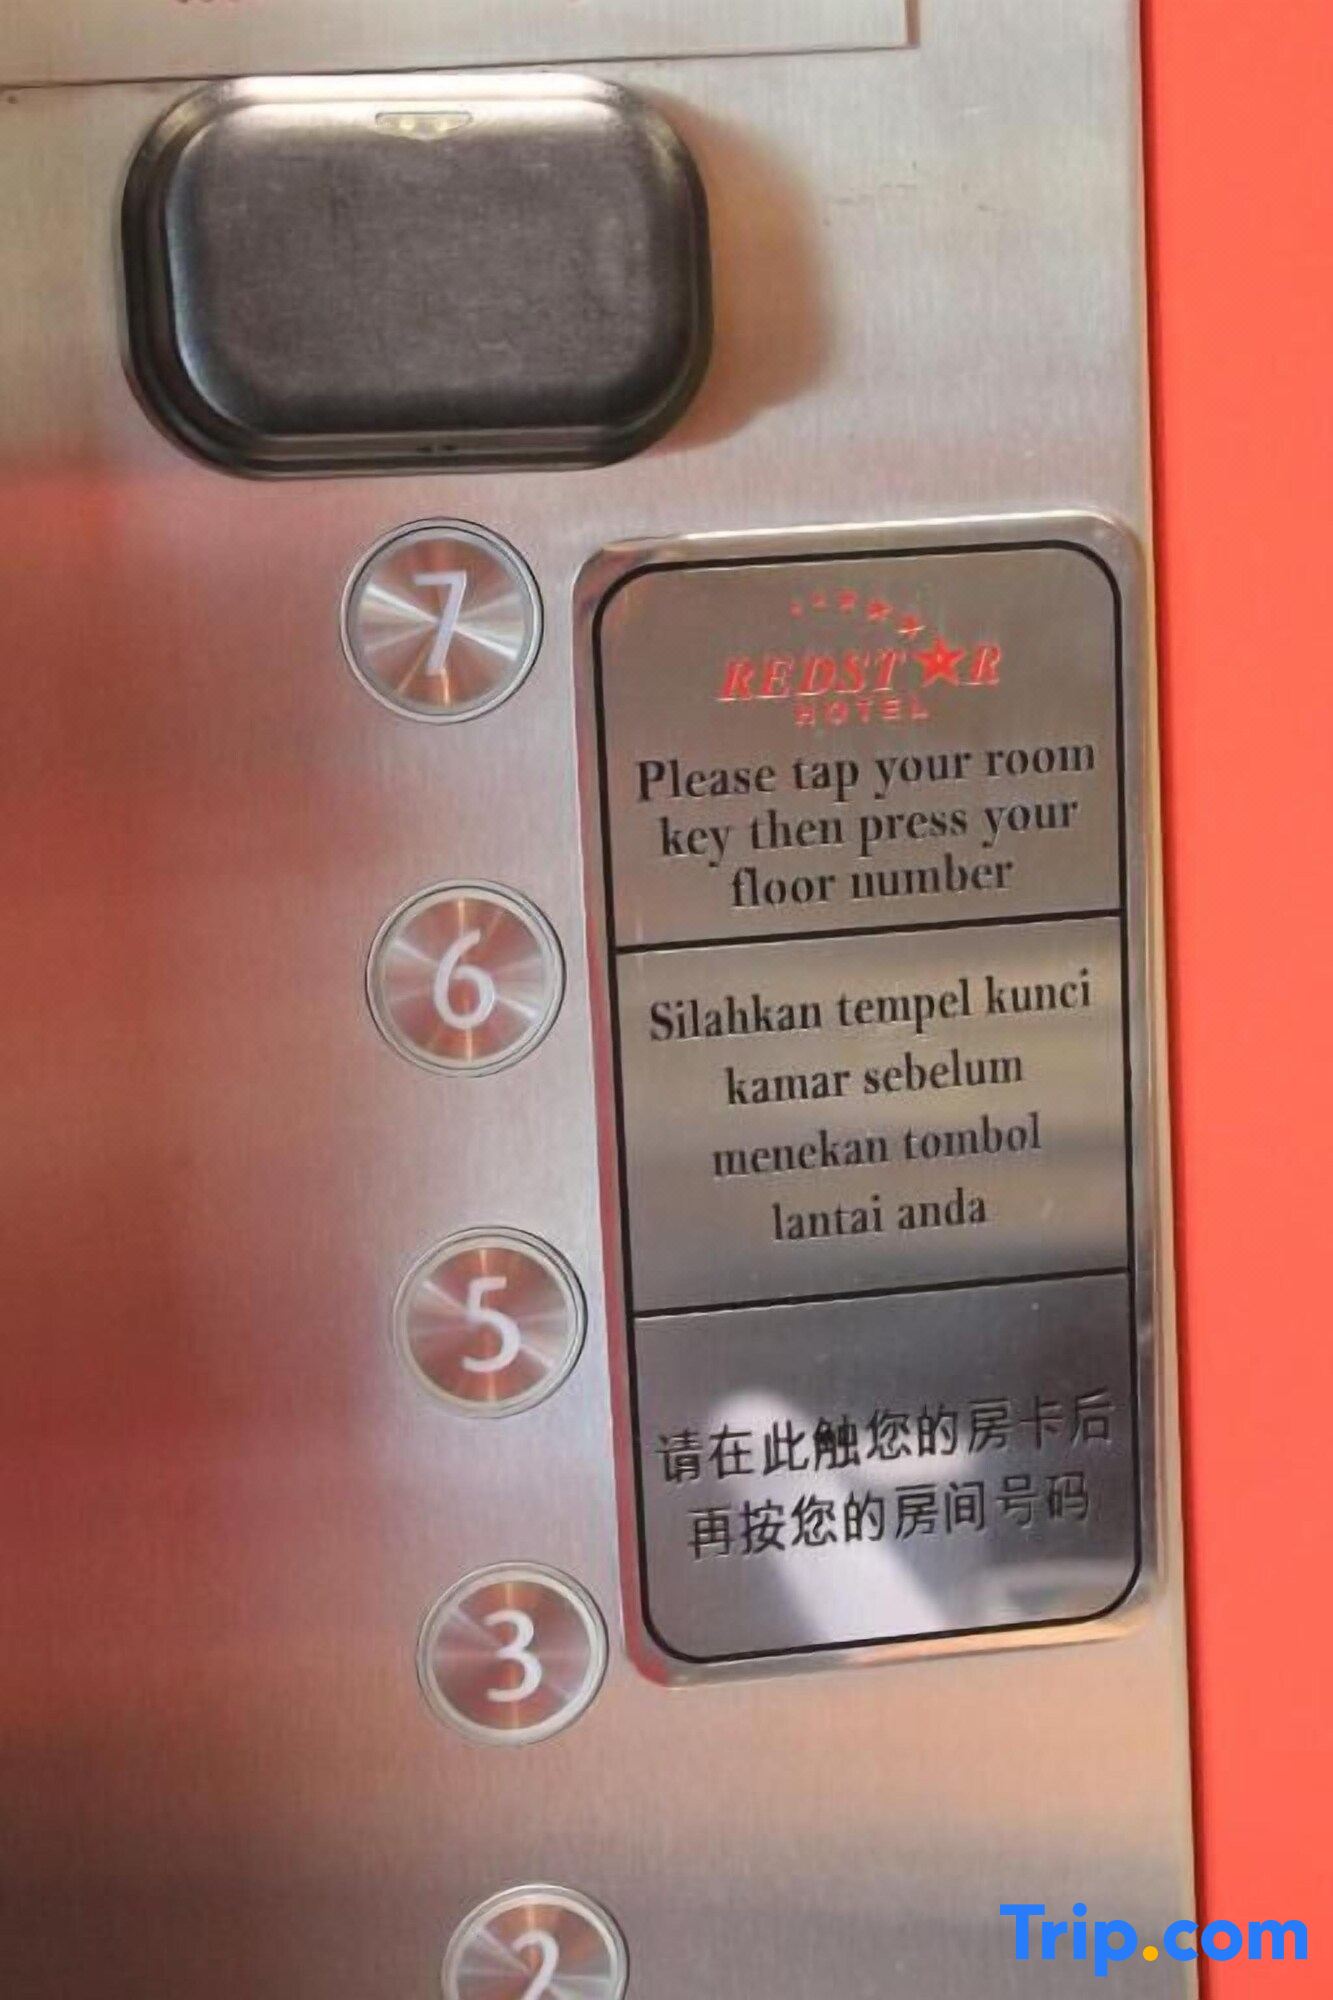 7
REDST★R
HOTEL
Please tap your room
key then press your
floor number
6
Silahkan tempel kunci
kamar sebelum
menekan tombol
lantai anda
5
请在此触您的房卡后
再按您的房间号码
3
2
Trip.com